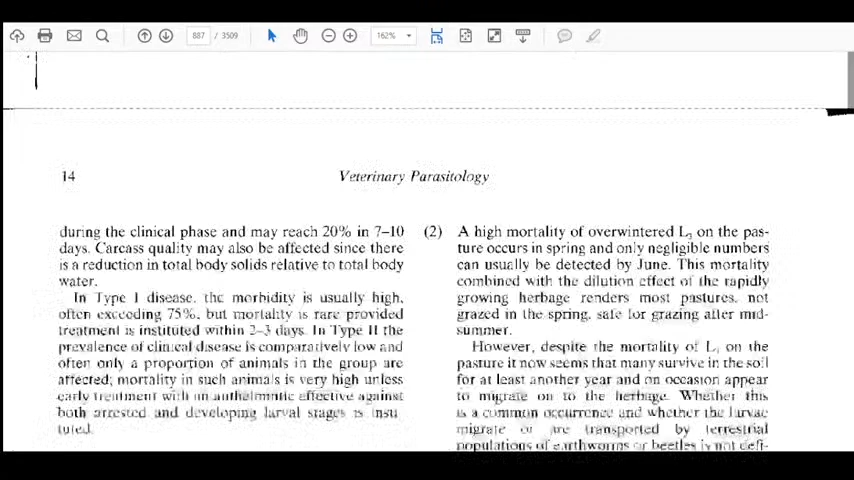 887 / 3509
162%
14
Veterinary Parasitology
during the clinical phase and may reach 20% in 7–10
days. Carcass quality may also be affected since there
is a reduction in total body solids relative to total body
water.
In Type I disease, the morbidity is usually high,
often exceeding 75%, but mortality is rare provided
treatment is instituted within 2–3 days. In Type II the
prevalence of clinical disease is comparatively low and
often only a proportion of animals in the group are
affected; mortality in such animals is very high unless
early treatment with an anthelmintic effective against
both arrested and developing larval stages is insti-
tuted.
(2) A high mortality of overwintered L3 on the pas-
ture occurs in spring and only negligible numbers
can usually be detected by June. This mortality
combined with the dilution effect of the rapidly
growing herbage renders most pastures, not
grazed in the spring, safe for grazing after mid-
summer.
However, despite the mortality of L3 on the
pasture it now seems that many survive in the soil
for at least another year and on occasion appear
to migrate on to the herbage. Whether this
is a common occurrence and whether the larvae
migrate or are transported by terrestrial
populations of earthworms or beetles is not defi-